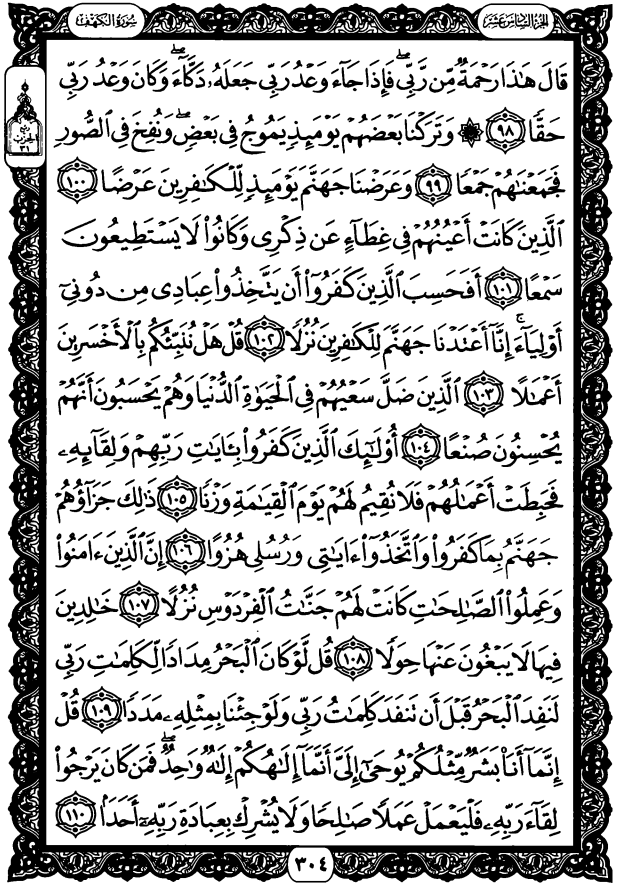 الجزء السادس عشر
سورة الكهف
قَالَ هَٰذَا رَحْمَةٌ مِّن رَّبِّي ۖ فَإِذَا جَآءَ وَعْدُ رَبِّي جَعَلَهُۥ دَكَّآءَ ۖ وَكَانَ وَعْدُ رَبِّي
حَقًّا ﴿٩٨﴾ ۞ وَتَرَكْنَا بَعْضَهُمْ يَوْمَئِذٍ يَمُوجُ فِي بَعْضٍ ۖ وَنُفِخَ فِي الصُّورِ
فَجَمَعْنَٰهُمْ جَمْعًا ﴿٩٩﴾ وَعَرَضْنَا جَهَنَّمَ يَوْمَئِذٍ لِّلْكَٰفِرِينَ عَرْضًا ﴿١٠٠﴾
الَّذِينَ كَانَتْ أَعْيُنُهُمْ فِي غِطَآءٍ عَن ذِكْرِي وَكَانُوا۟ لَا يَسْتَطِيعُونَ
سَمْعًا ﴿١٠١﴾ أَفَحَسِبَ الَّذِينَ كَفَرُوٓا۟ أَن يَتَّخِذُوا۟ عِبَادِي مِن دُونِيٓ
أَوْلِيَآءَ ۚ إِنَّآ أَعْتَدْنَا جَهَنَّمَ لِلْكَٰفِرِينَ نُزُلًا ﴿١٠٢﴾ قُلْ هَلْ نُنَبِّئُكُم بِالْأَخْسَرِينَ
أَعْمَٰلًا ﴿١٠٣﴾ الَّذِينَ ضَلَّ سَعْيُهُمْ فِي الْحَيَوٰةِ الدُّنْيَا وَهُمْ يَحْسَبُونَ أَنَّهُمْ
يُحْسِنُونَ صُنْعًا ﴿١٠٤﴾ أُو۟لَٰٓئِكَ الَّذِينَ كَفَرُوا۟ بِـَٔايَٰتِ رَبِّهِمْ وَلِقَآئِهِۦ
فَحَبِطَتْ أَعْمَٰلُهُمْ فَلَا نُقِيمُ لَهُمْ يَوْمَ الْقِيَٰمَةِ وَزْنًا ﴿١٠٥﴾ ذَٰلِكَ جَزَآؤُهُمْ
جَهَنَّمُ بِمَا كَفَرُوا۟ وَاتَّخَذُوٓا۟ ءَايَٰتِي وَرُسُلِي هُزُوًا ﴿١٠٦﴾ إِنَّ الَّذِينَ ءَامَنُوا۟
وَعَمِلُوا۟ الصَّٰلِحَٰتِ كَانَتْ لَهُمْ جَنَّٰتُ الْفِرْدَوْسِ نُزُلًا ﴿١٠٧﴾ خَٰلِدِينَ
فِيهَا لَا يَبْغُونَ عَنْهَا حِوَلًا ﴿١٠٨﴾ قُل لَّوْ كَانَ الْبَحْرُ مِدَادًا لِّكَلِمَٰتِ رَبِّي
لَنَفِدَ الْبَحْرُ قَبْلَ أَن تَنفَدَ كَلِمَٰتُ رَبِّي وَلَوْ جِئْنَا بِمِثْلِهِۦ مَدَدًا ﴿١٠٩﴾ قُلْ
إِنَّمَآ أَنَا۠ بَشَرٌ مِّثْلُكُمْ يُوحَىٰٓ إِلَيَّ أَنَّمَآ إِلَٰهُكُمْ إِلَٰهٌ وَٰحِدٌ ۖ فَمَن كَانَ يَرْجُوا۟
لِقَآءَ رَبِّهِۦ فَلْيَعْمَلْ عَمَلًا صَٰلِحًا وَلَا يُشْرِكْ بِعِبَادَةِ رَبِّهِۦٓ أَحَدًۢا ﴿١١٠﴾
٣٠٤